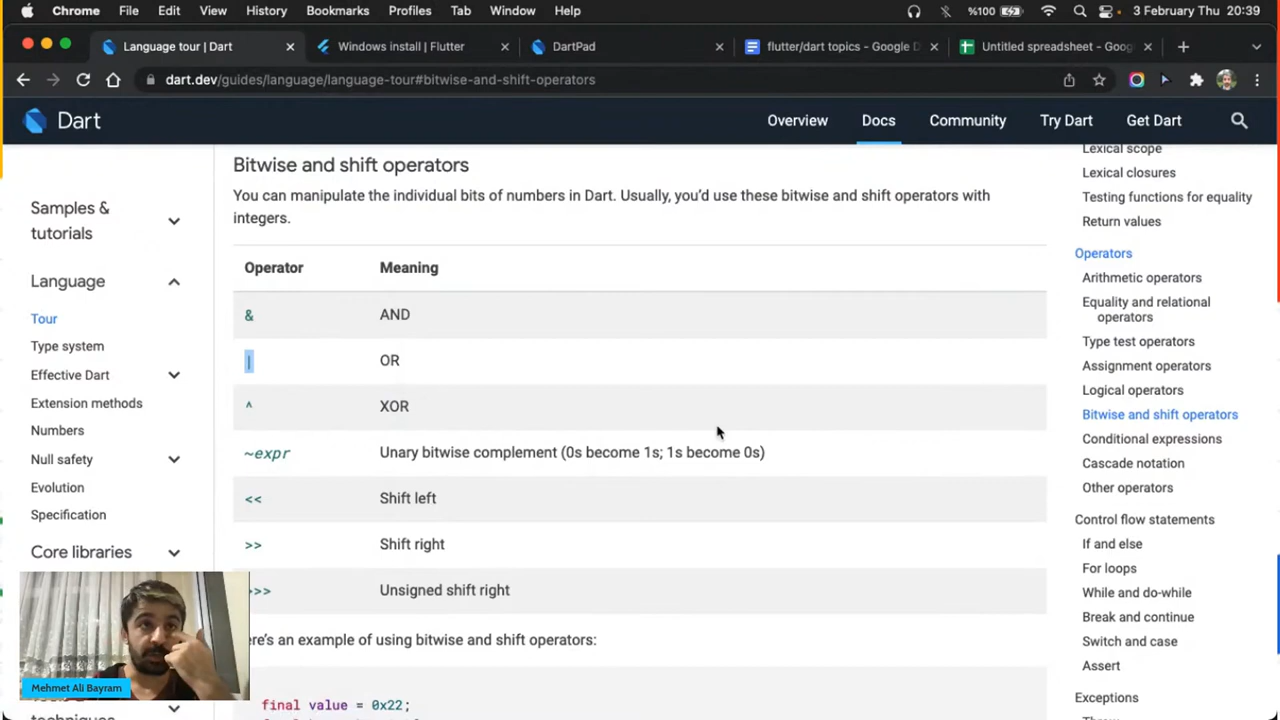 Chrome File Edit View History Bookmarks Profiles Tab Window Help %100 3 February Thu 20:39
Language tour | Dart
Windows install | Flutter
DartPad
flutter/dart topics - Google D
Untitled spreadsheet - Google
dart.dev/guides/language/language-tour#bitwise-and-shift-operators
Dart
Overview Docs Community Try Dart Get Dart
Samples &
tutorials
Language
Tour
Type system
Effective Dart
Extension methods
Numbers
Null safety
Evolution
Specification
Core libraries
techniques
Bitwise and shift operators
You can manipulate the individual bits of numbers in Dart. Usually, you'd use these bitwise and shift operators with
integers.
Operator Meaning
& AND
| OR
^ XOR
~expr Unary bitwise complement (0s become 1s; 1s become 0s)
<< Shift left
>> Shift right
>> Unsigned shift right
ere's an example of using bitwise and shift operators:
final value = 0x22;
Lexical scope
Lexical closures
Testing functions for equality
Return values
Operators
Arithmetic operators
Equality and relational
operators
Type test operators
Assignment operators
Logical operators
Bitwise and shift operators
Conditional expressions
Cascade notation
Other operators
Control flow statements
If and else
For loops
While and do-while
Break and continue
Switch and case
Assert
Exceptions
Mehmet Ali Bayram